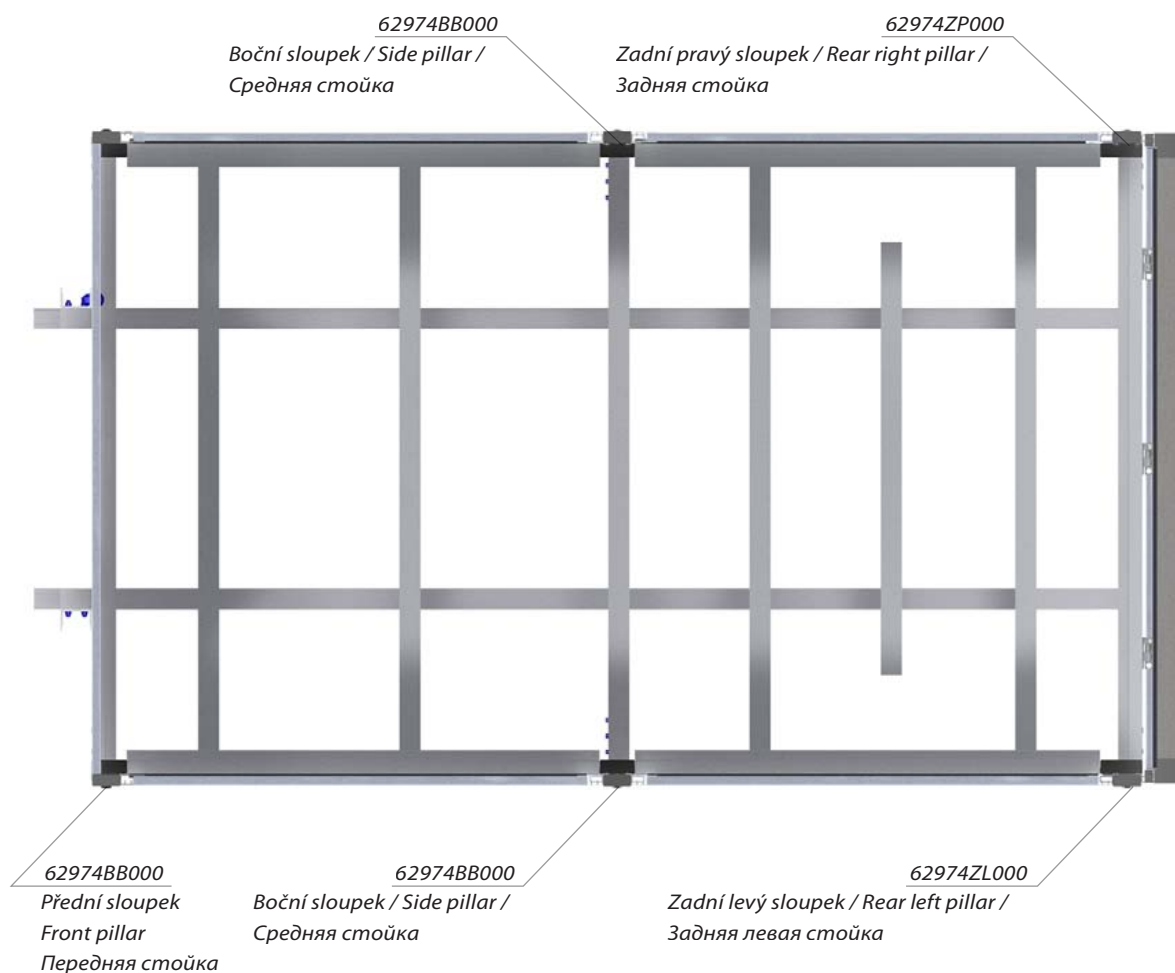 62974BB000
Boční sloupek / Side pillar /
Средняя стойка
62974ZP000
Zadní pravý sloupek / Rear right pillar /
Задняя стойка
62974BB000
Přední sloupek
Front pillar
Передняя стойка
62974BB000
Boční sloupek / Side pillar /
Средняя стойка
62974ZL000
Zadní levý sloupek / Rear left pillar /
Задняя левая стойка